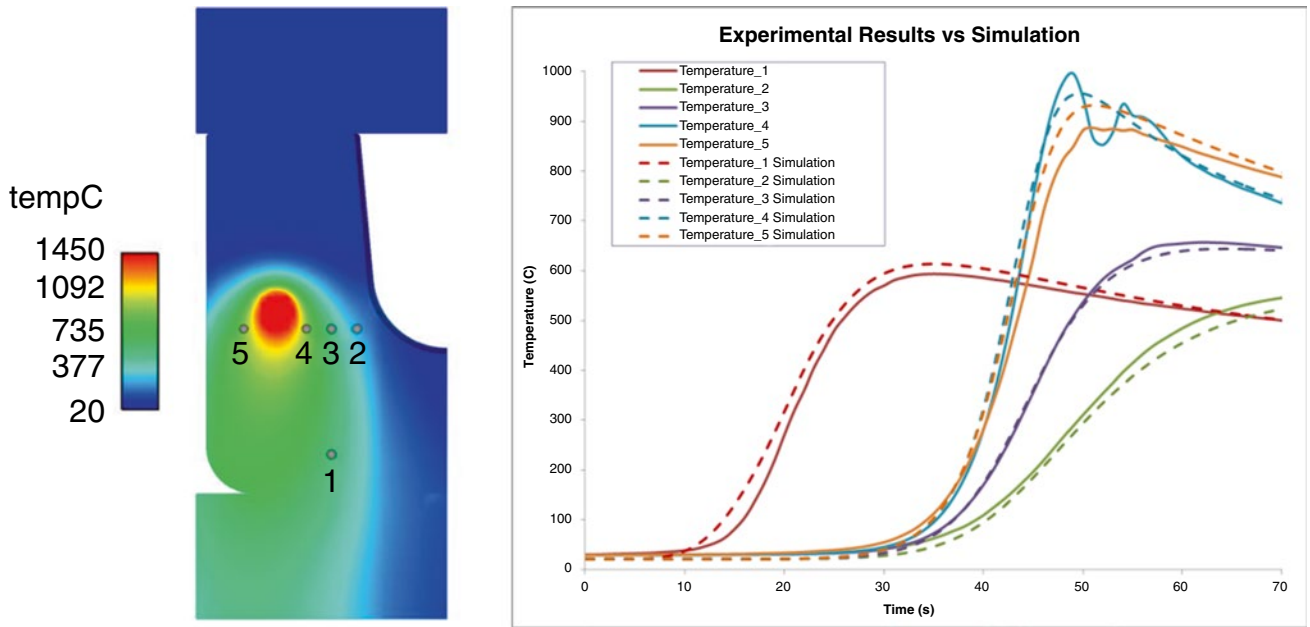 tempC
1450
1092
735
377
20
5
4
3
2
1
Experimental Results vs Simulation
Temperature_1
Temperature_2
Temperature_3
Temperature_4
Temperature_5
Temperature_1 Simulation
Temperature_2 Simulation
Temperature_3 Simulation
Temperature_4 Simulation
Temperature_5 Simulation
Temperature (C)
1000
900
800
700
600
500
400
300
200
100
0
0 10 20 30 40 50 60 70
Time (s)